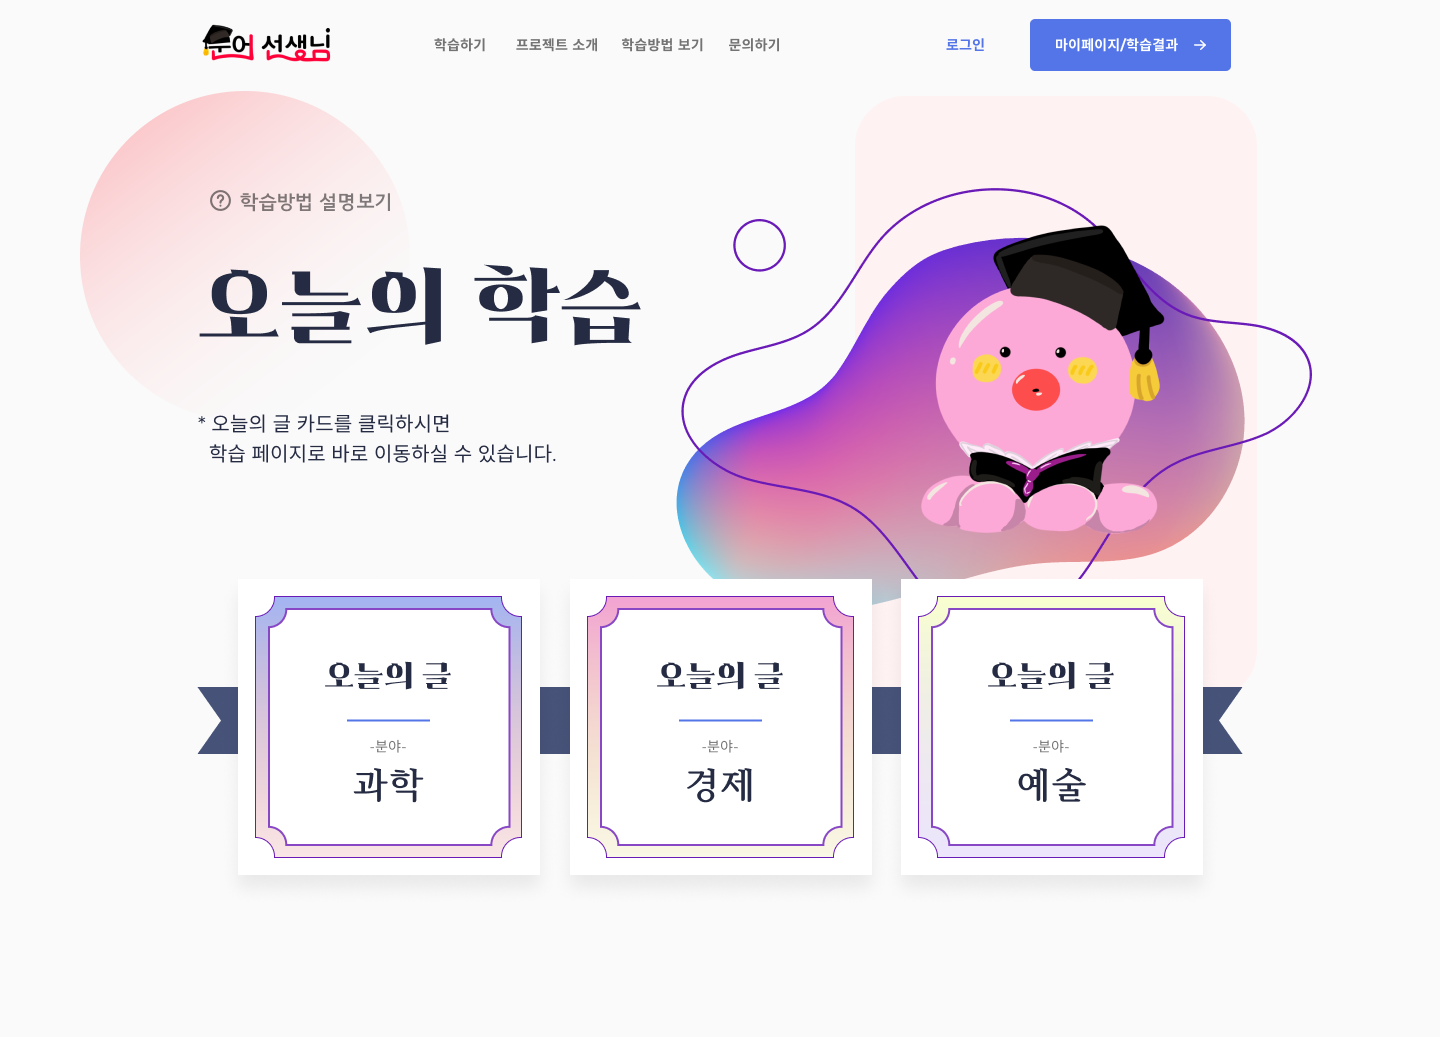 쭈어 선생님
학습하기 프로젝트 소개 학습방법 보기 문의하기 로그인 마이페이지/학습결과
학습방법 설명보기
오늘의 학습
* 오늘의 글 카드를 클릭하시면
학습 페이지로 바로 이동하실 수 있습니다.
오늘의 글
-분야-
과학
오늘의 글
-분야-
경제
오늘의 글
-분야-
예술